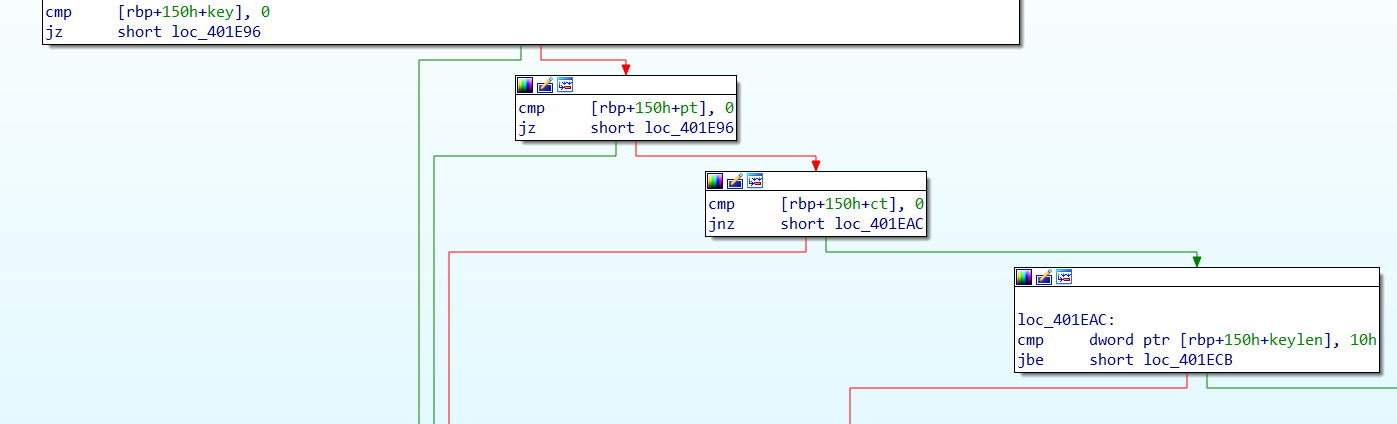 cmp [rbp+150h+key], 0
jz short loc_401E96
cmp [rbp+150h+pt], 0
jz short loc_401E96
cmp [rbp+150h+ct], 0
jnz short loc_401EAC
loc_401EAC:
cmp dword ptr [rbp+150h+keylen], 10h
jbe short loc_401ECB